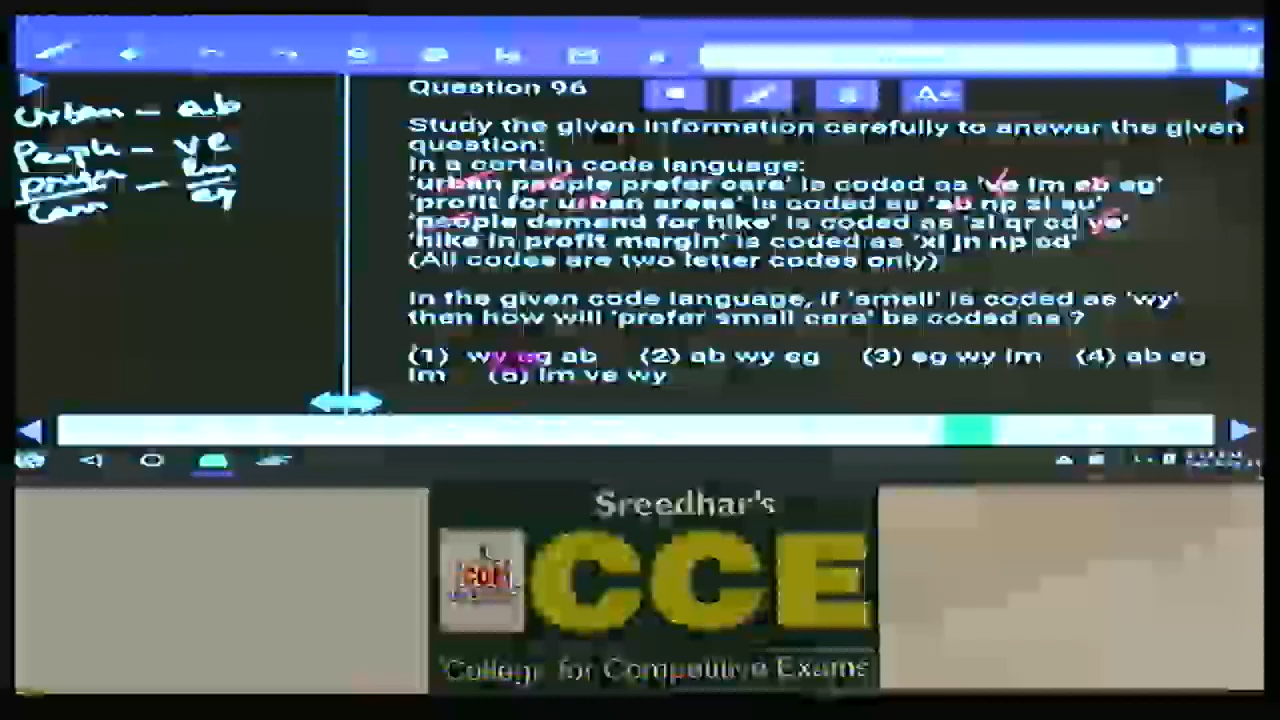 Urban - ab
People - ve
prefer - lm
cars eg
Question 96
A+
Study the given information carefully to answer the given
question:
In a certain code language:
'urban people prefer cars' is coded as 've lm ab eg'
'profit for urban areas' is coded as 'ab np zl su'
'people demand for hike' is coded as 'zl qr cd ve'
'hike in profit margin' is coded as 'xi jn np cd'
(All codes are two letter codes only)
In the given code language, if 'small' is coded as 'wy'
then how will 'prefer small cars' be coded as ?
(1) wy eg ab (2) ab wy eg (3) eg wy lm (4) ab eg
lm (5) lm ve wy
Sreedhar's
CCE
College for Competitive Exams